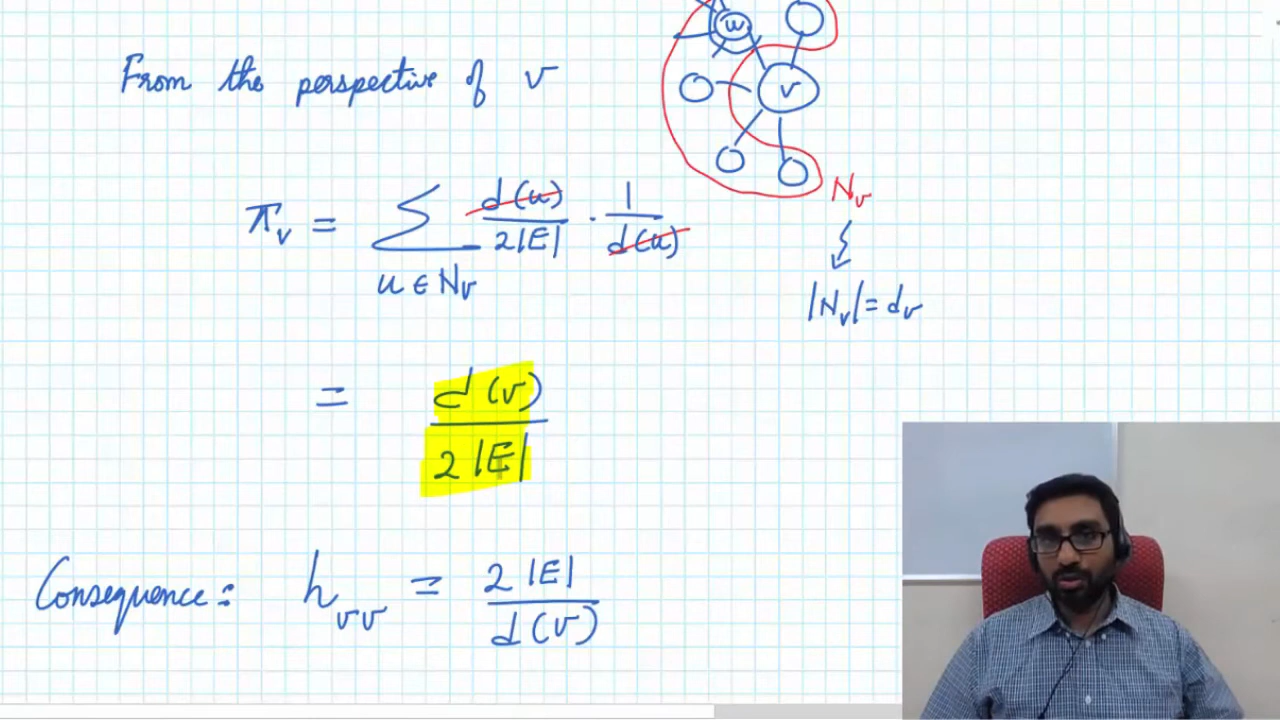 w
From the perspective of v
v
N_v
π_v = Σ_{u ∈ N_v} d(u)/2|E| · 1/d(u)
|N_v| = d_v
= d(v)/2|E|
Consequence: h_vv = 2|E|/d(v)